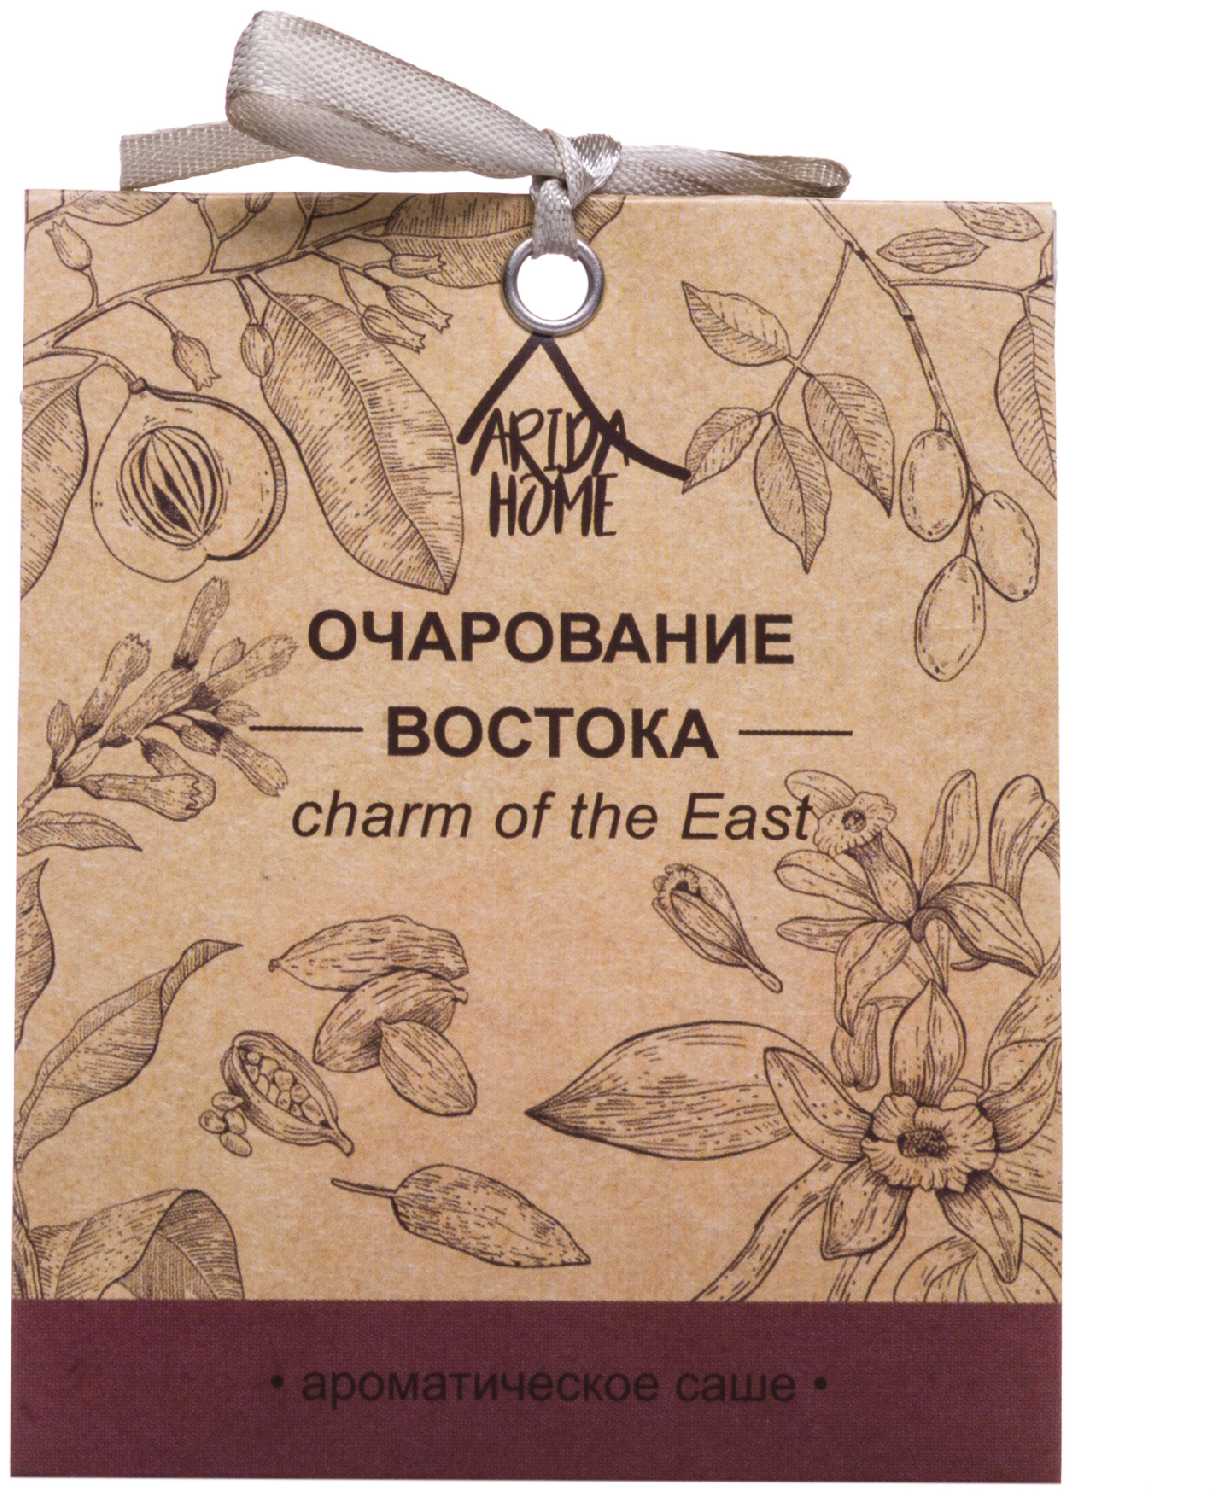 ARIDA
HOME
ОЧАРОВАНИЕ
ВОСТОКА
charm of the East
• ароматическое саше •